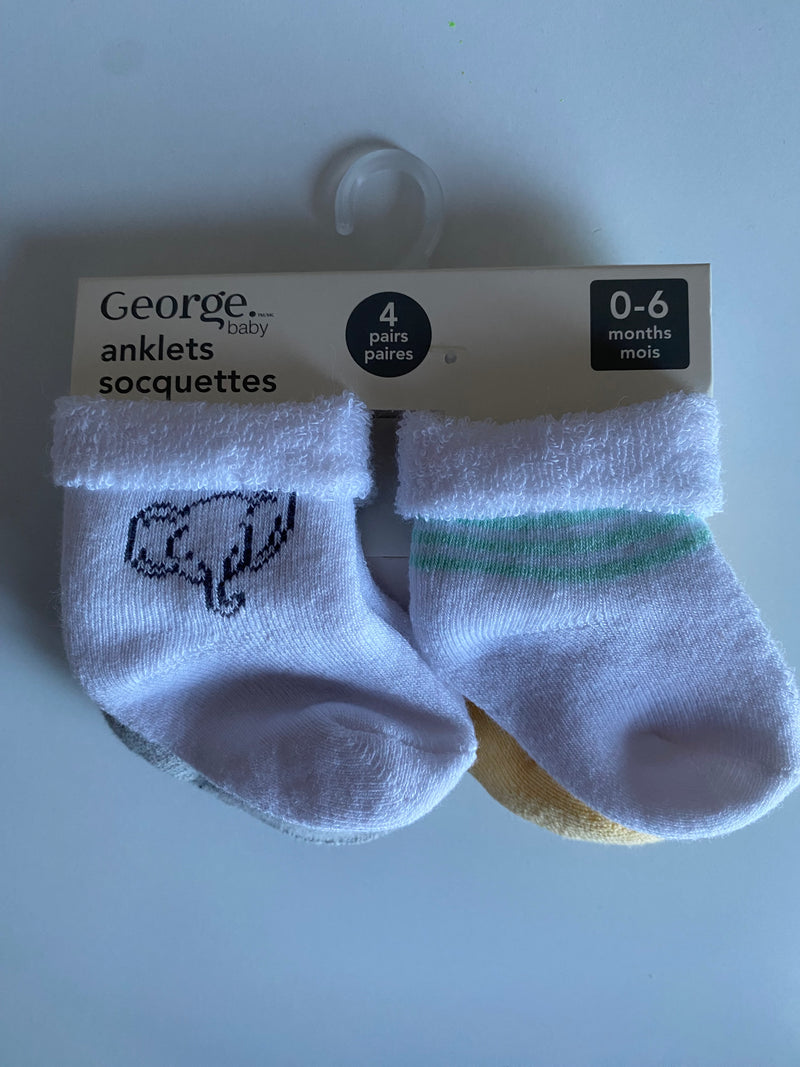 George.
baby
anklets
socquettes
4
pairs
paires
0-6
months
mois